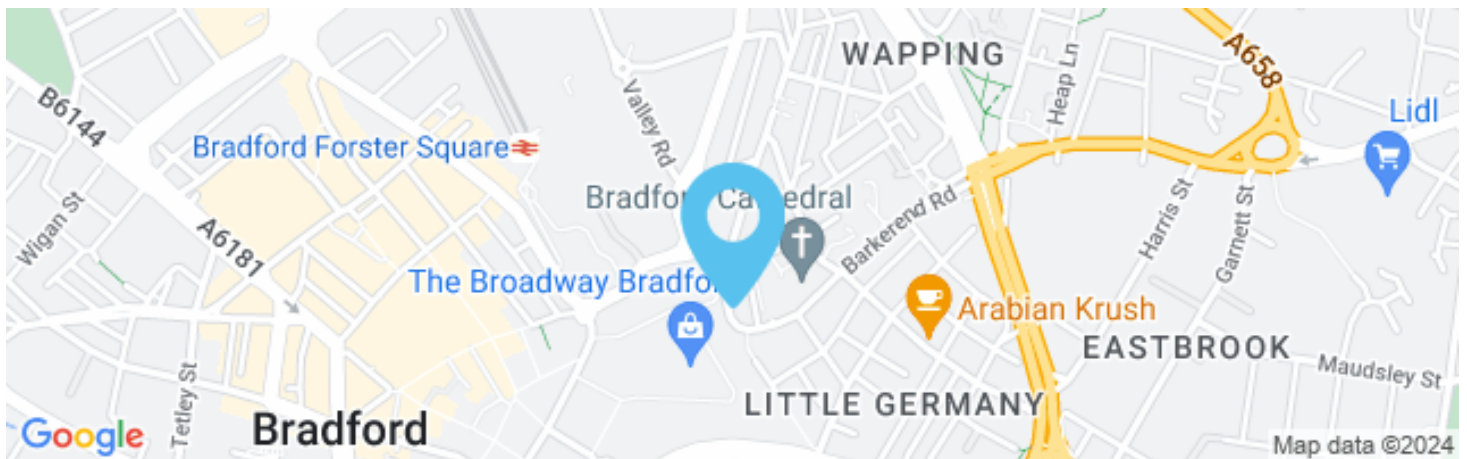 WAPPING
A658
B6144
Valley Rd
Heap Ln
Lidl
Bradford Forster Square
Bradford Cathedral
Barkerend Rd
Harris St
Garnett St
Wigan St
A6181
The Broadway Bradford
Arabian Krush
EASTBROOK
Maudsley St
Tetley St
LITTLE GERMANY
Bradford
Google
Map data ©2024